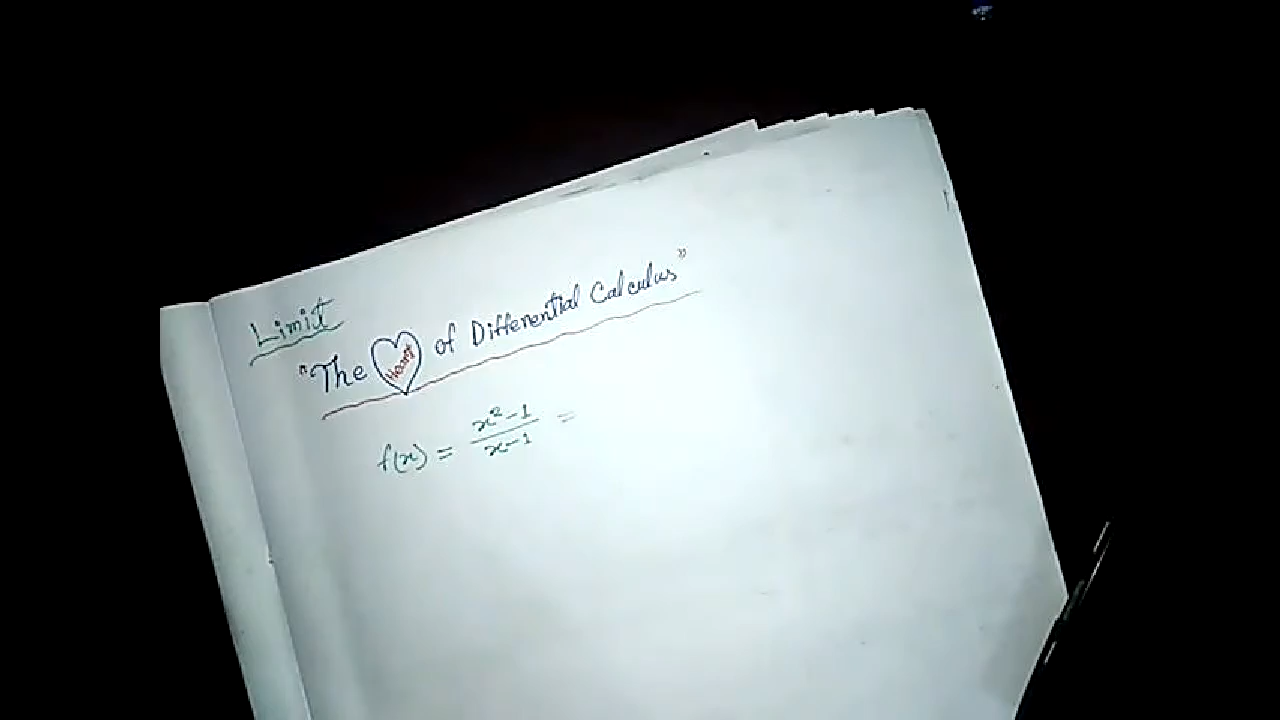 Limit
"The Heart of Differential Calculus"
f(x) = x²-1 / x-1 =